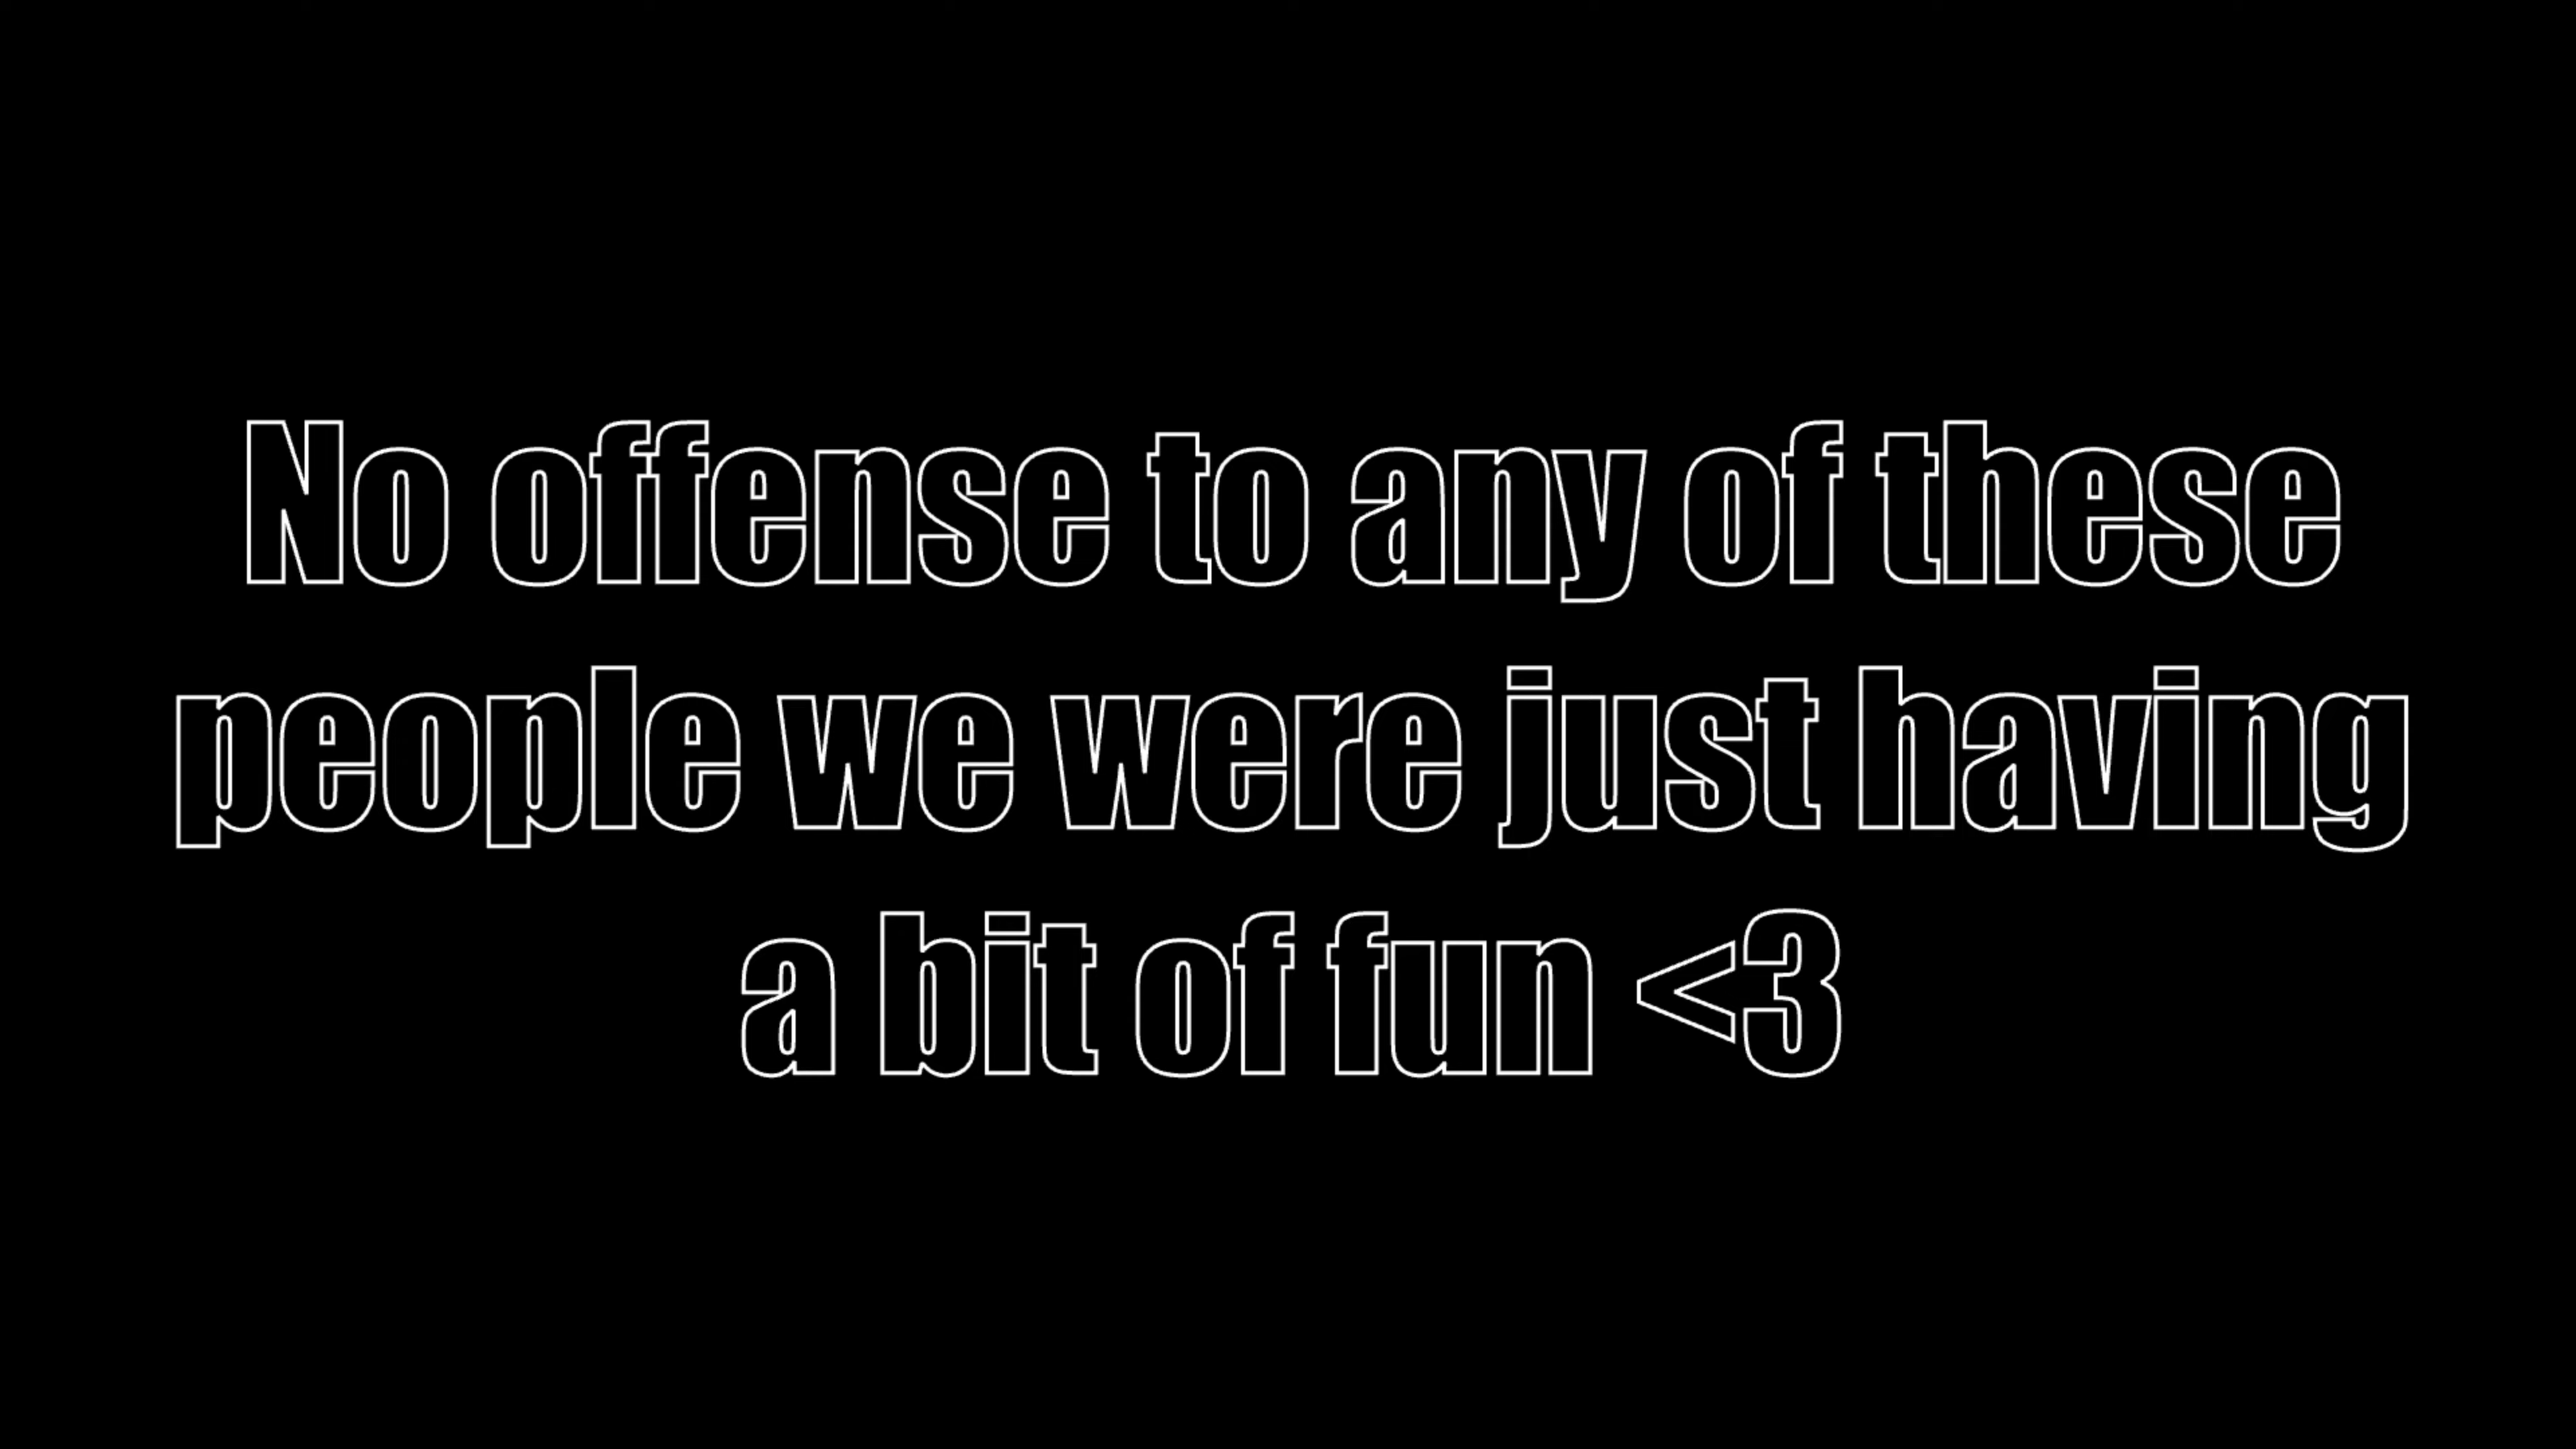 No offense to any of these
people we were just having
a bit of fun <3